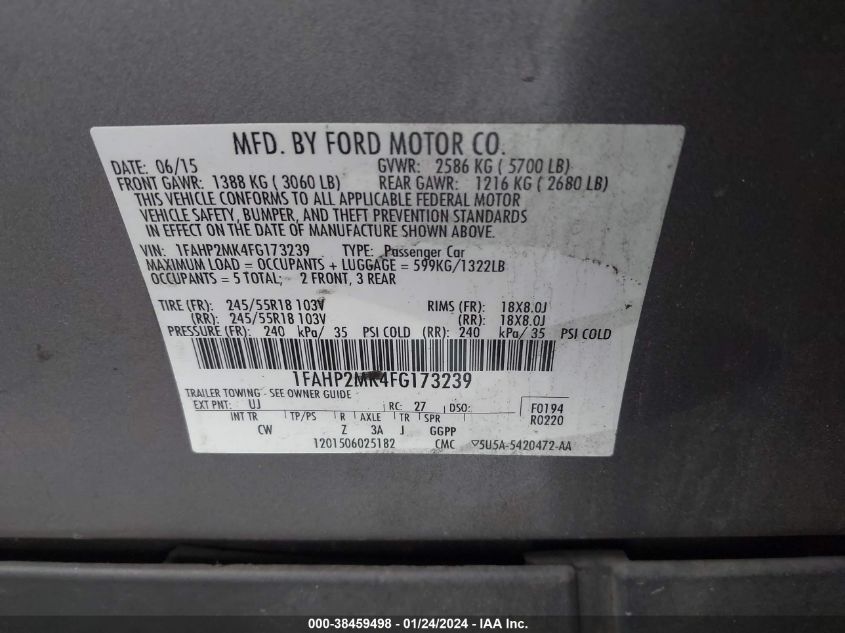 MFD. BY FORD MOTOR CO.
DATE: 06/15 GVWR: 2586 KG ( 5700 LB)
FRONT GAWR: 1388 KG ( 3060 LB) REAR GAWR: 1216 KG ( 2680 LB)
THIS VEHICLE CONFORMS TO ALL APPLICABLE FEDERAL MOTOR
VEHICLE SAFETY, BUMPER, AND THEFT PREVENTION STANDARDS
IN EFFECT ON THE DATE OF MANUFACTURE SHOWN ABOVE.
VIN: 1FAHP2MK4FG173239 TYPE: Passenger Car
MAXIMUM LOAD = OCCUPANTS + LUGGAGE = 599KG/1322LB
OCCUPANTS = 5 TOTAL; 2 FRONT, 3 REAR
TIRE (FR): 245/55R18 103V RIMS (FR): 18X8.0J
(RR): 245/55R18 103V (RR): 18X8.0J
PRESSURE (FR): 240 kPa/ 35 PSI COLD (RR): 240 kPa/ 35 PSI COLD
1FAHP2MK4FG173239
TRAILER TOWING - SEE OWNER GUIDE
EXT PNT: UJ RC: 27 DSO: F0194
INT TR TP/PS R AXLE TR SPR R0220
CW Z 3A J GGPP
1201506025182 CMC ▽5U5A-5420472-AA
000-38459498 - 01/24/2024 - IAA Inc.